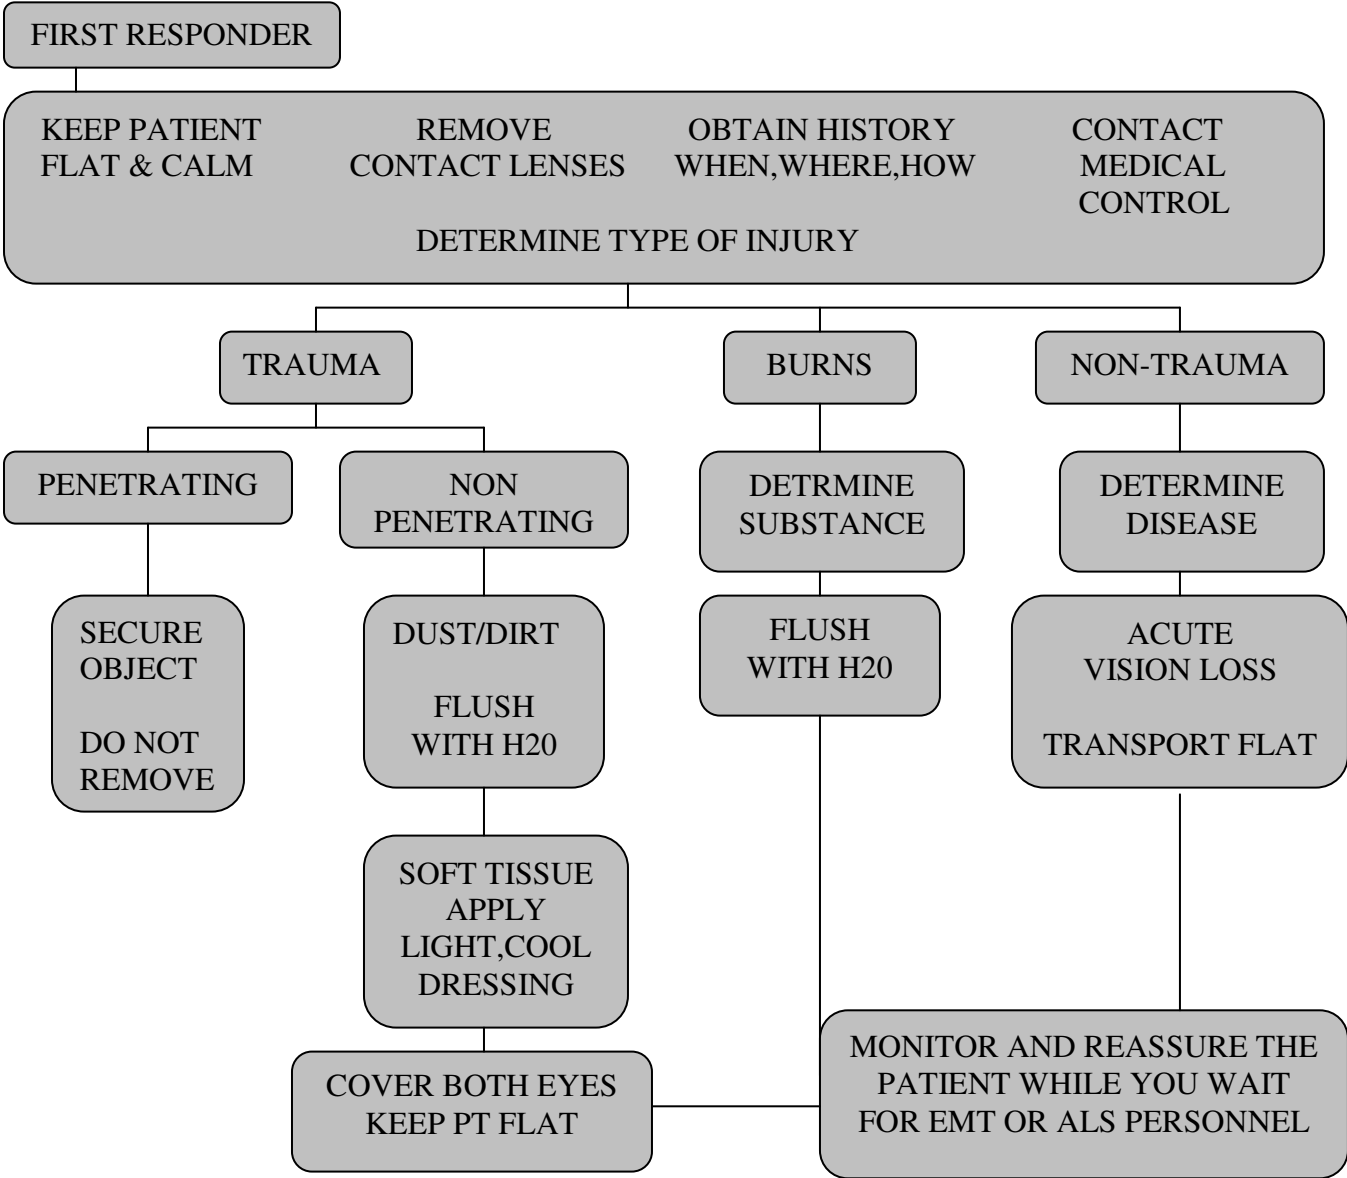 FIRST RESPONDER
KEEP PATIENT
FLAT & CALM
REMOVE
CONTACT LENSES
OBTAIN HISTORY
WHEN,WHERE,HOW
CONTACT
MEDICAL
CONTROL
DETERMINE TYPE OF INJURY
TRAUMA
BURNS
NON-TRAUMA
PENETRATING
NON
PENETRATING
DETRMINE
SUBSTANCE
DETERMINE
DISEASE
SECURE
OBJECT
DO NOT
REMOVE
DUST/DIRT
FLUSH
WITH H20
FLUSH
WITH H20
ACUTE
VISION LOSS
TRANSPORT FLAT
SOFT TISSUE
APPLY
LIGHT,COOL
DRESSING
COVER BOTH EYES
KEEP PT FLAT
MONITOR AND REASSURE THE
PATIENT WHILE YOU WAIT
FOR EMT OR ALS PERSONNEL